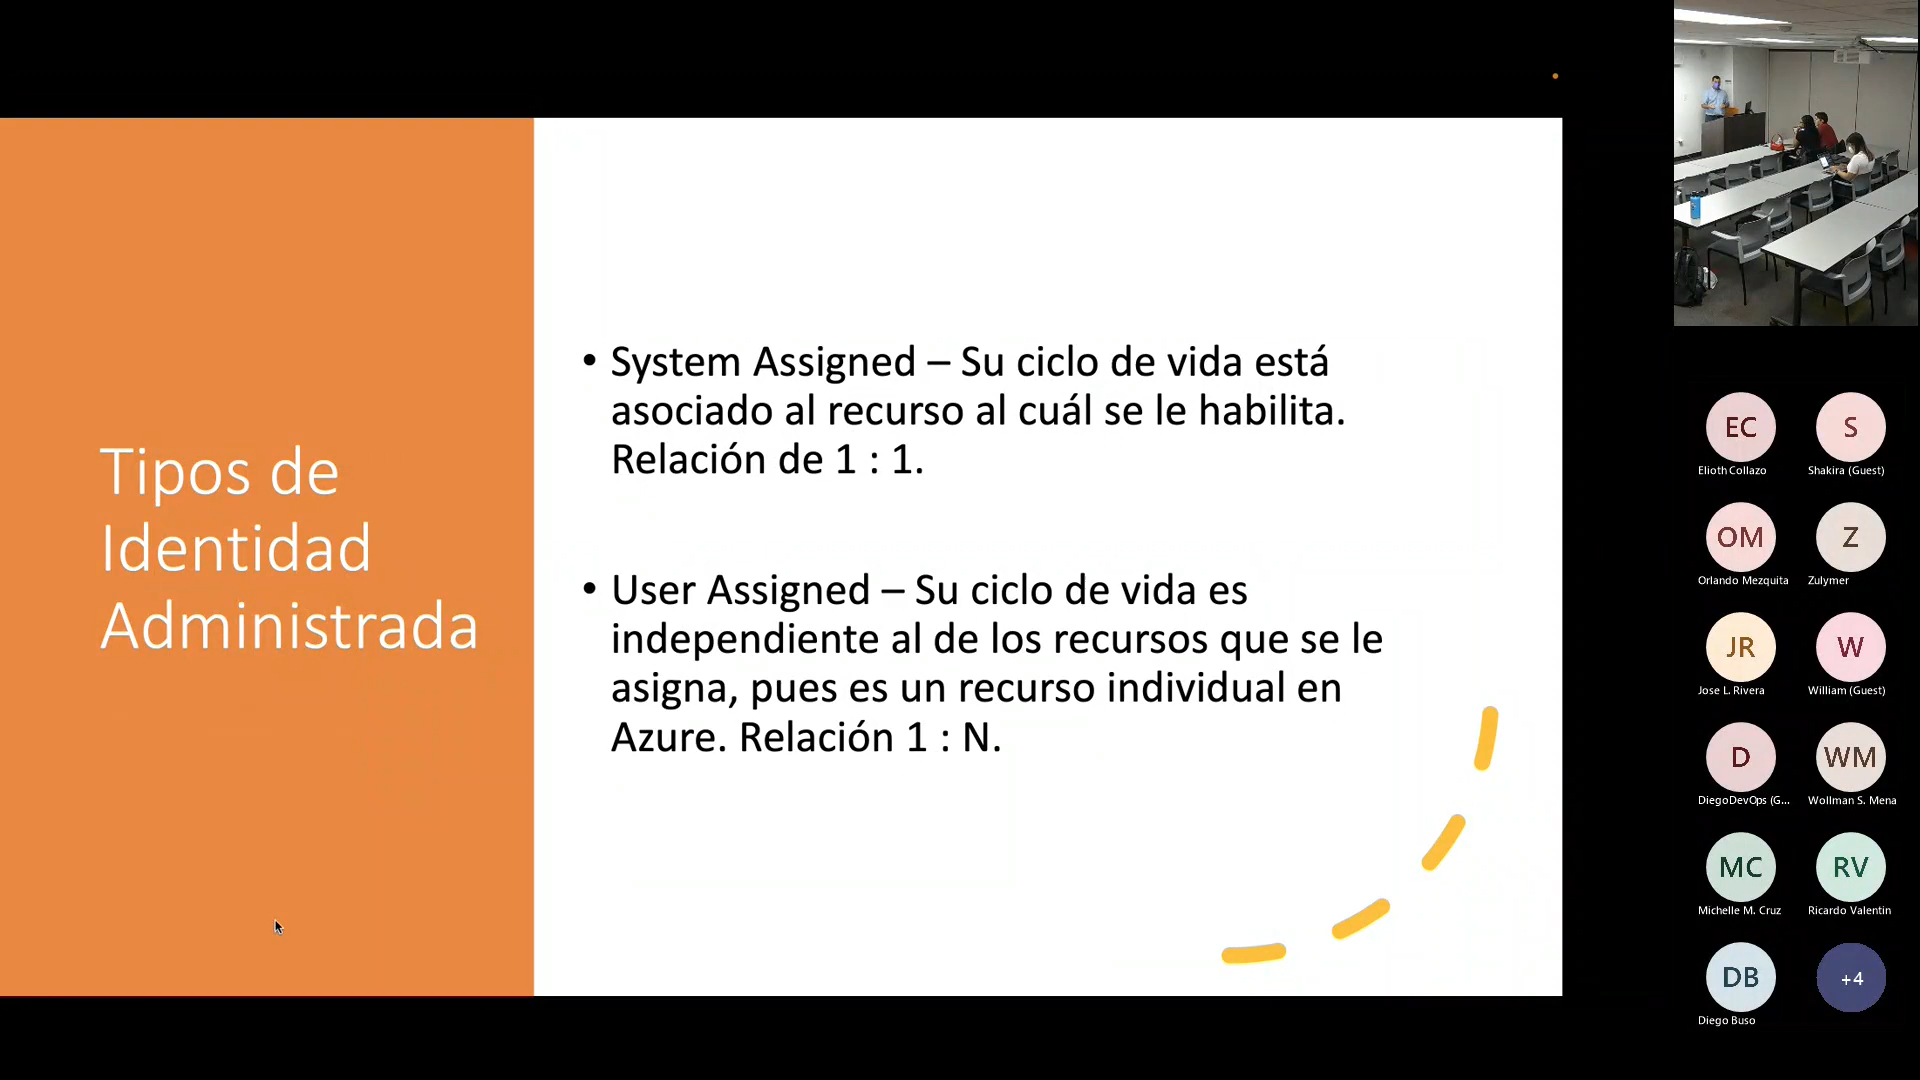 Tipos de
Identidad
Administrada
• System Assigned – Su ciclo de vida está
asociado al recurso al cuál se le habilita.
Relación de 1 : 1.
• User Assigned – Su ciclo de vida es
independiente al de los recursos que se le
asigna, pues es un recurso individual en
Azure. Relación 1 : N.
EC
Elioth Collazo
S
Shakira (Guest)
OM
Orlando Mezquita
Z
Zulymer
JR
Jose L. Rivera
W
William (Guest)
D
DiegoDevOps (G...
WM
Wollman S. Mena
MC
Michelle M. Cruz
RV
Ricardo Valentin
DB
Diego Buso
+4